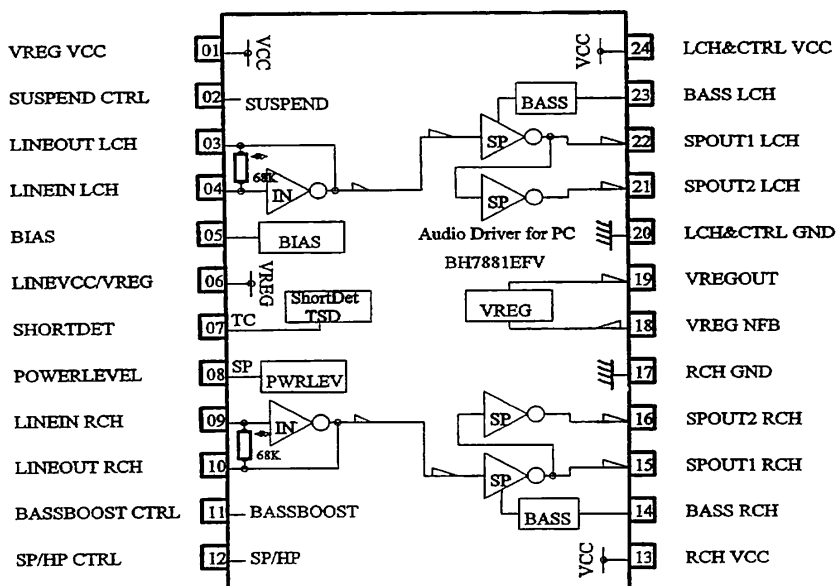 VREG VCC 01 VCC VCC 24 LCH&CTRL VCC
SUSPEND CTRL 02 SUSPEND BASS 23 BASS LCH
LINEOUT LCH 03 SP 22 SPOUT1 LCH
LINEIN LCH 04 68K IN SP 21 SPOUT2 LCH
BIAS 05 BIAS Audio Driver for PC 20 LCH&CTRL GND
BH7881EFV
LINEVCC/VREG 06 VREG VREG 19 VREGOUT
SHORTDET 07 TC ShortDet TSD 18 VREG NFB
POWERLEVEL 08 SP PWRLEV 17 RCH GND
LINEIN RCH 09 IN SP 16 SPOUT2 RCH
LINEOUT RCH 10 68K SP 15 SPOUT1 RCH
BASSBOOST CTRL 11 BASSBOOST BASS 14 BASS RCH
SP/HP CTRL 12 SP/HP VCC 13 RCH VCC